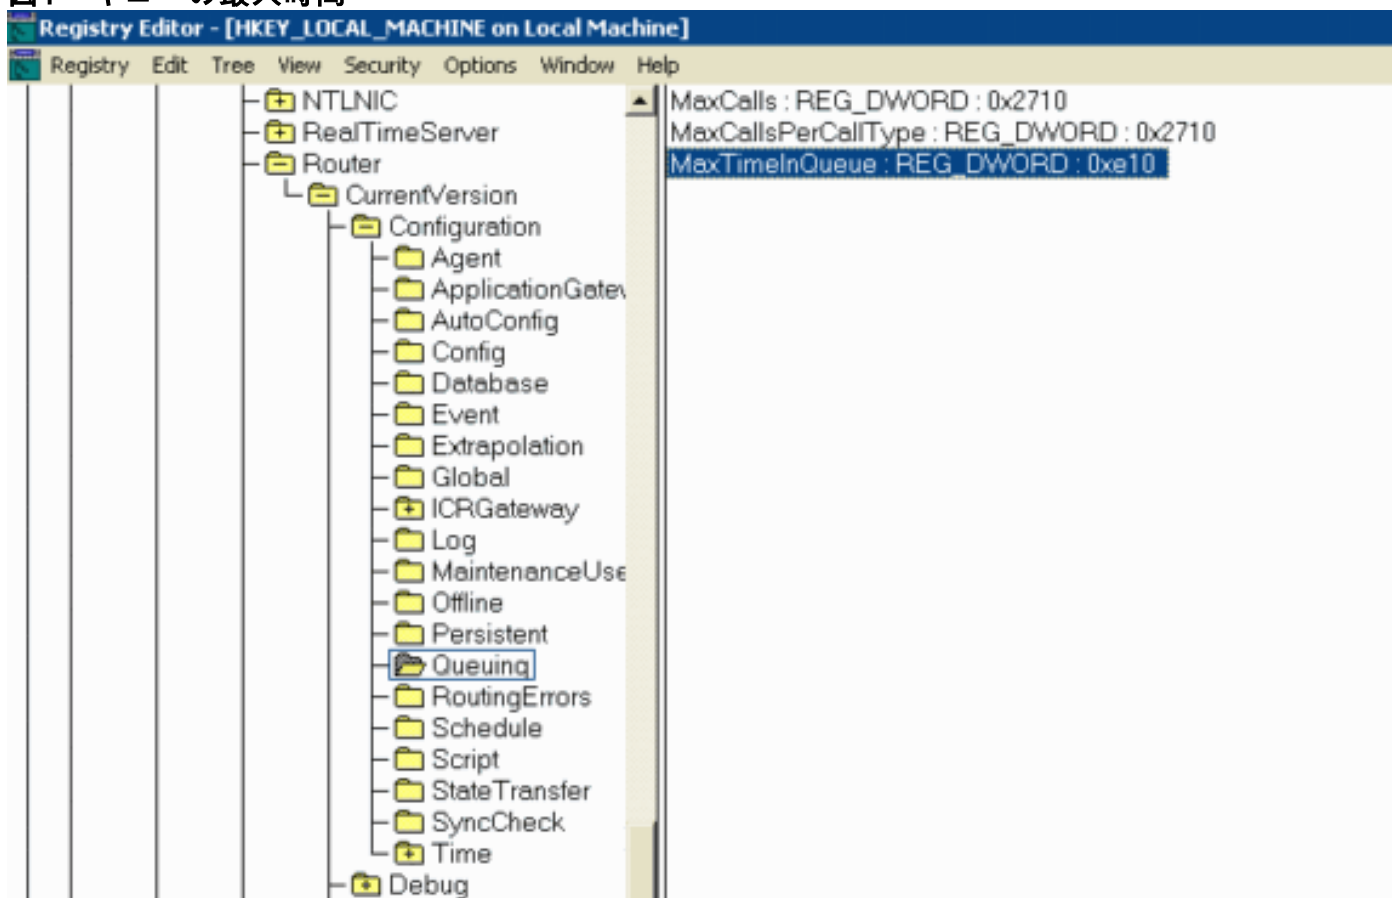 Registry Editor - [HKEY_LOCAL_MACHINE on Local Machine]
Registry Edit Tree View Security Options Window Help
NTLNIC
RealTimeServer
Router
CurrentVersion
Configuration
Agent
ApplicationGatew
AutoConfig
Config
Database
Event
Extrapolation
Global
ICRGateway
Log
MaintenanceUse
Offline
Persistent
Queuing
RoutingErrors
Schedule
Script
StateTransfer
SyncCheck
Time
Debug
MaxCalls : REG_DWORD : 0x2710
MaxCallsPerCallType : REG_DWORD : 0x2710
MaxTimeInQueue : REG_DWORD : 0xe10